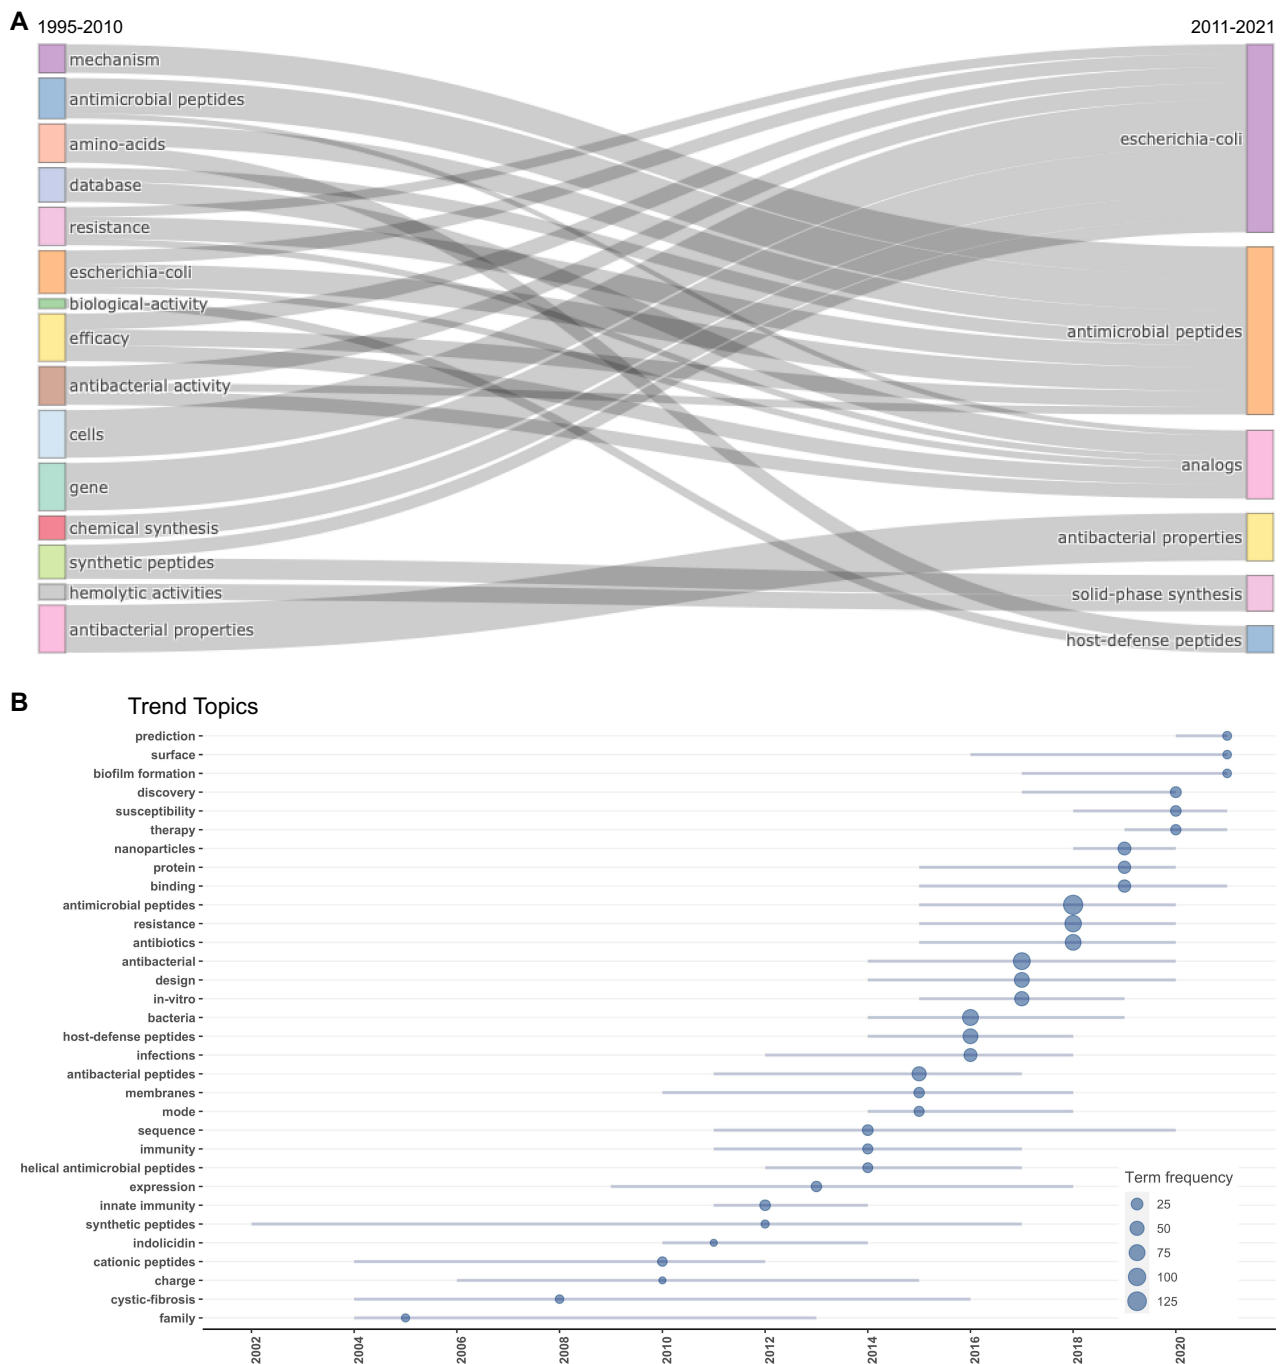 A
1995-2010
2011-2021
mechanism
antimicrobial peptides
amino-acids
database
resistance
escherichia-coli
biological-activity
efficacy
antibacterial activity
cells
gene
chemical synthesis
synthetic peptides
hemolytic activities
antibacterial properties
escherichia-coli
antimicrobial peptides
analogs
antibacterial properties
solid-phase synthesis
host-defense peptides
B
Trend Topics
prediction
surface
biofilm formation
discovery
susceptibility
therapy
nanoparticles
protein
binding
antimicrobial peptides
resistance
antibiotics
antibacterial
design
in-vitro
bacteria
host-defense peptides
infections
antibacterial peptides
membranes
mode
sequence
immunity
helical antimicrobial peptides
expression
innate immunity
synthetic peptides
indolicidin
cationic peptides
charge
cystic-fibrosis
family
Term frequency
25
50
75
100
125
2002
2004
2006
2008
2010
2012
2014
2016
2018
2020